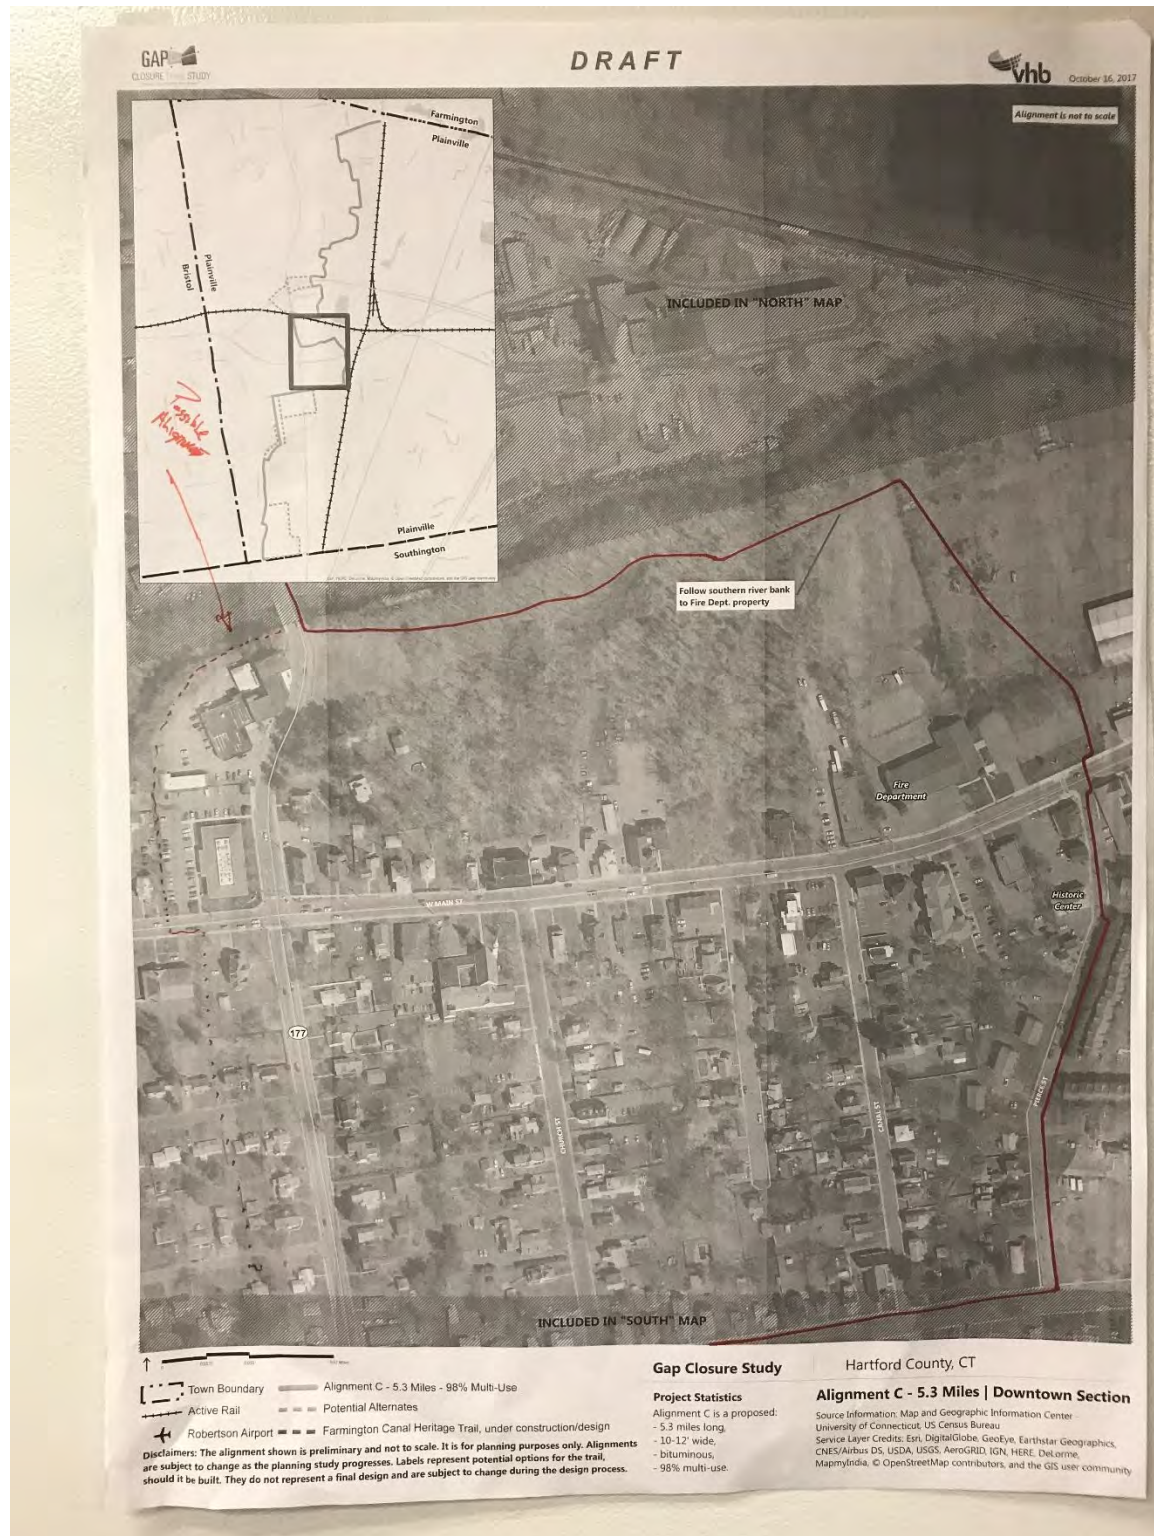 GAP
CLOSURE TRAIL STUDY
DRAFT
vhb
October 16, 2017
Alignment is not to scale
Farmington
Plainville
Plainville
Bristol
Plainville
Southington
Possible
Alignment
INCLUDED IN "NORTH" MAP
Follow southern river bank
to Fire Dept. property
Fire
Department
Historic
Center
W MAIN ST
177
CHURCH ST
CANAL ST
PIERCE ST
INCLUDED IN "SOUTH" MAP
Town Boundary
Active Rail
Robertson Airport
Alignment C - 5.3 Miles - 98% Multi-Use
Potential Alternates
Farmington Canal Heritage Trail, under construction/design
Disclaimers: The alignment shown is preliminary and not to scale. It is for planning purposes only. Alignments
are subject to change as the planning study progresses. Labels represent potential options for the trail,
should it be built. They do not represent a final design and are subject to change during the design process.
Gap Closure Study
Project Statistics
Alignment C is a proposed:
- 5.3 miles long,
- 10-12' wide,
- bituminous,
- 98% multi-use.
Hartford County, CT
Alignment C - 5.3 Miles | Downtown Section
Source Information: Map and Geographic Information Center -
University of Connecticut, US Census Bureau
Service Layer Credits: Esri, DigitalGlobe, GeoEye, Earthstar Geographics,
CNES/Airbus DS, USDA, USGS, AeroGRID, IGN, HERE, DeLorme,
MapmyIndia, © OpenStreetMap contributors, and the GIS user community